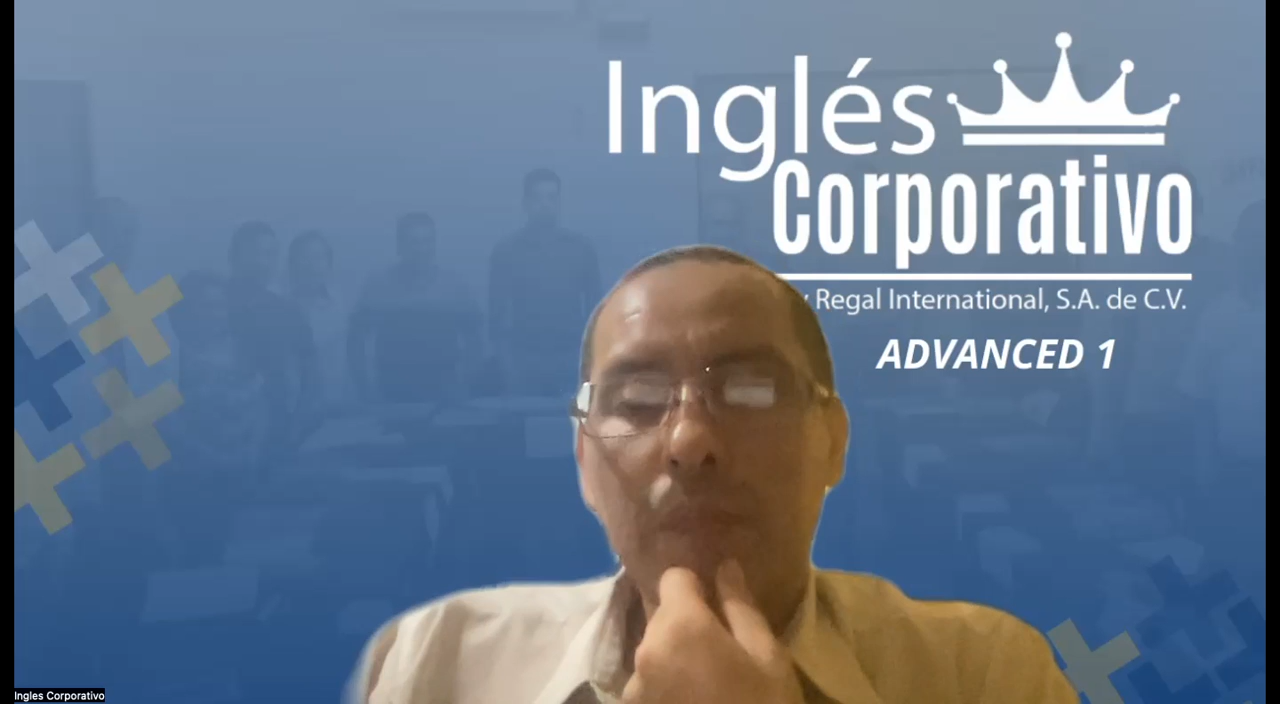 Inglés
Corporativo
Regal International, S.A. de C.V.
ADVANCED 1
Ingles Corporativo